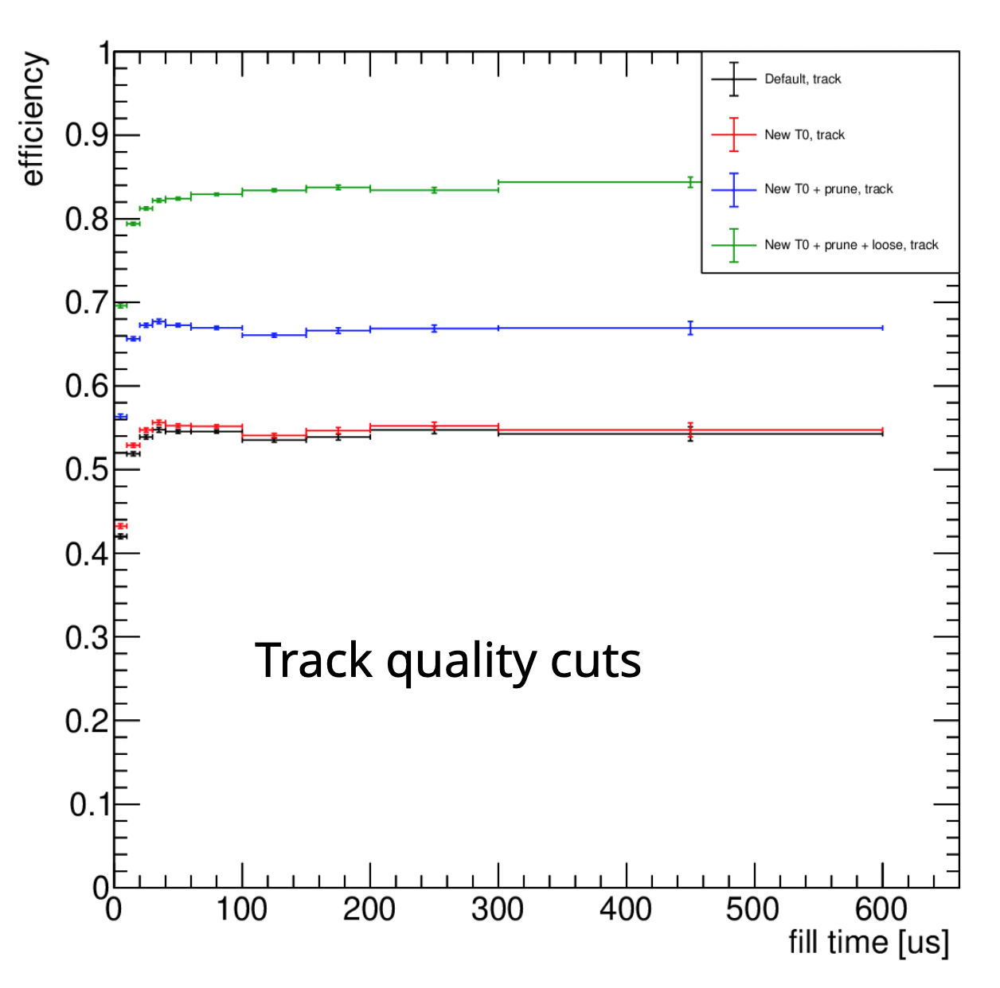 efficiency
1
0.9
0.8
0.7
0.6
0.5
0.4
0.3
0.2
0.1
0
Default, track
New T0, track
New T0 + prune, track
New T0 + prune + loose, track
Track quality cuts
0 100 200 300 400 500 600
fill time [us]